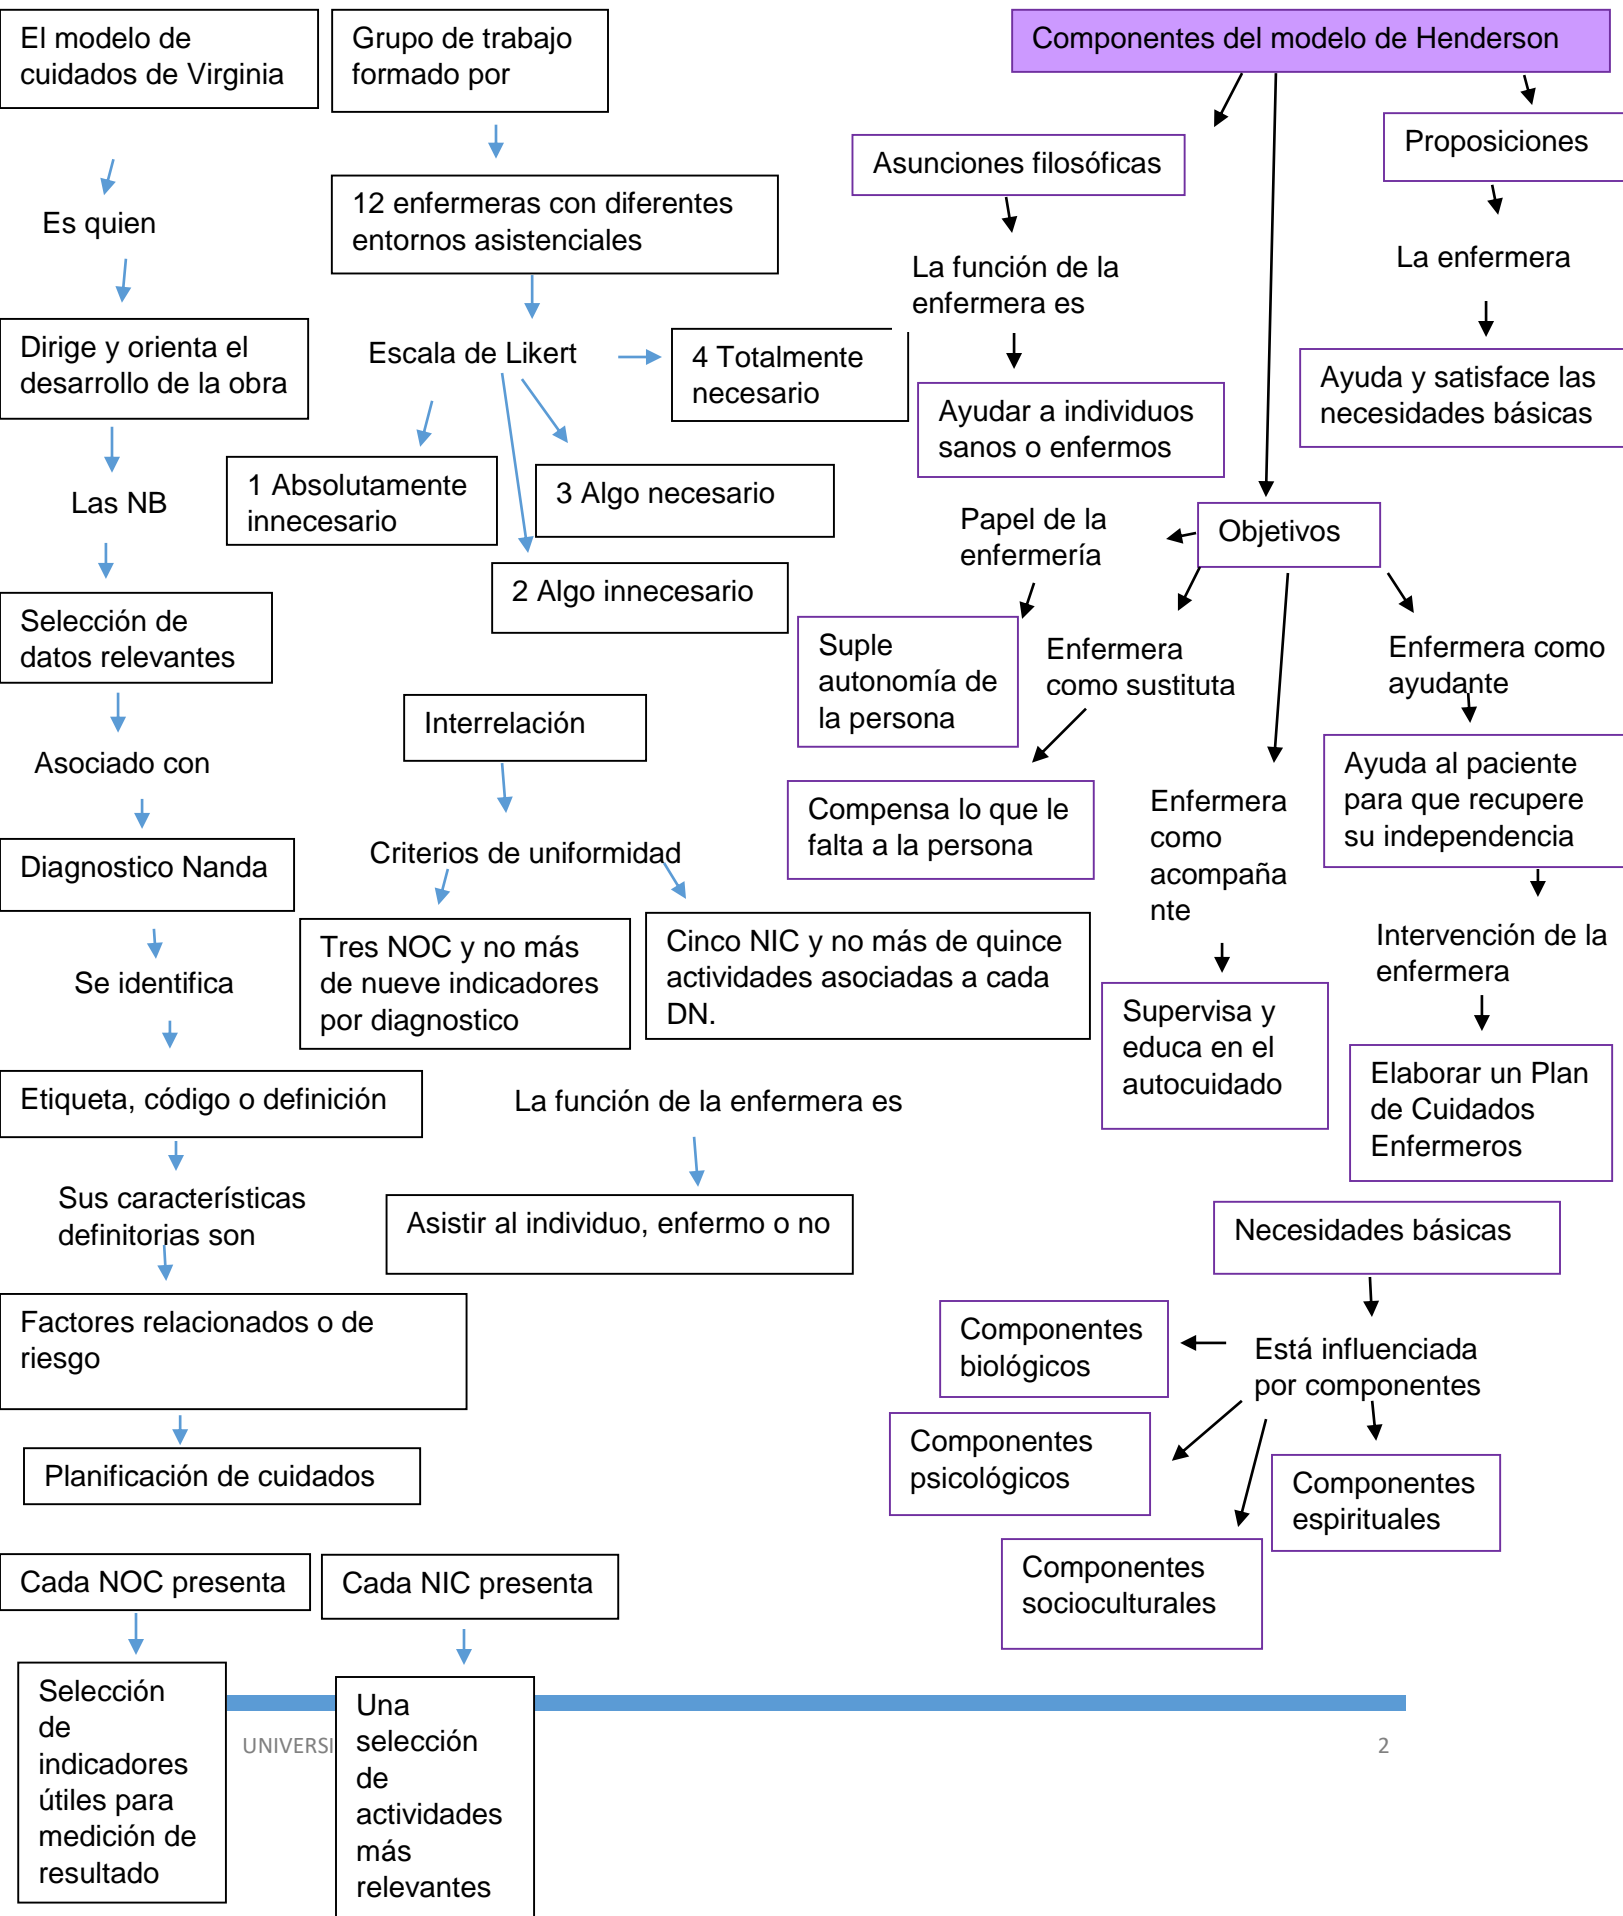 El modelo de
cuidados de Virginia
Es quien
Dirige y orienta el
desarrollo de la obra
Las NB
Selección de
datos relevantes
Asociado con
Diagnostico Nanda
Se identifica
Etiqueta, código o definición
Sus características
definitorias son
Factores relacionados o de
riesgo
Planificación de cuidados
Grupo de trabajo
formado por
12 enfermeras con diferentes
entornos asistenciales
Escala de Likert
4 Totalmente
necesario
1 Absolutamente
innecesario
3 Algo necesario
2 Algo innecesario
Interrelación
Criterios de uniformidad
Tres NOC y no más
de nueve indicadores
por diagnostico
Cinco NIC y no más de quince
actividades asociadas a cada
DN.
La función de la enfermera es
Asistir al individuo, enfermo o no
Cada NOC presenta
Selección
de
indicadores
útiles para
medición de
resultado
Cada NIC presenta
Una
selección
de
actividades
más
relevantes
Componentes del modelo de Henderson
Asunciones filosóficas
La función de la
enfermera es
Ayudar a individuos
sanos o enfermos
Proposiciones
La enfermera
Ayuda y satisface las
necesidades básicas
Objetivos
Papel de la
enfermería
Suple
autonomía de
la persona
Enfermera
como sustituta
Compensa lo que le
falta a la persona
Enfermera
como
acompaña
nte
Supervisa y
educa en el
autocuidado
Enfermera como
ayudante
Ayuda al paciente
para que recupere
su independencia
Intervención de la
enfermera
Elaborar un Plan
de Cuidados
Enfermeros
Necesidades básicas
Está influenciada
por componentes
Componentes
biológicos
Componentes
psicológicos
Componentes
socioculturales
Componentes
espirituales
UNIVERSI
2